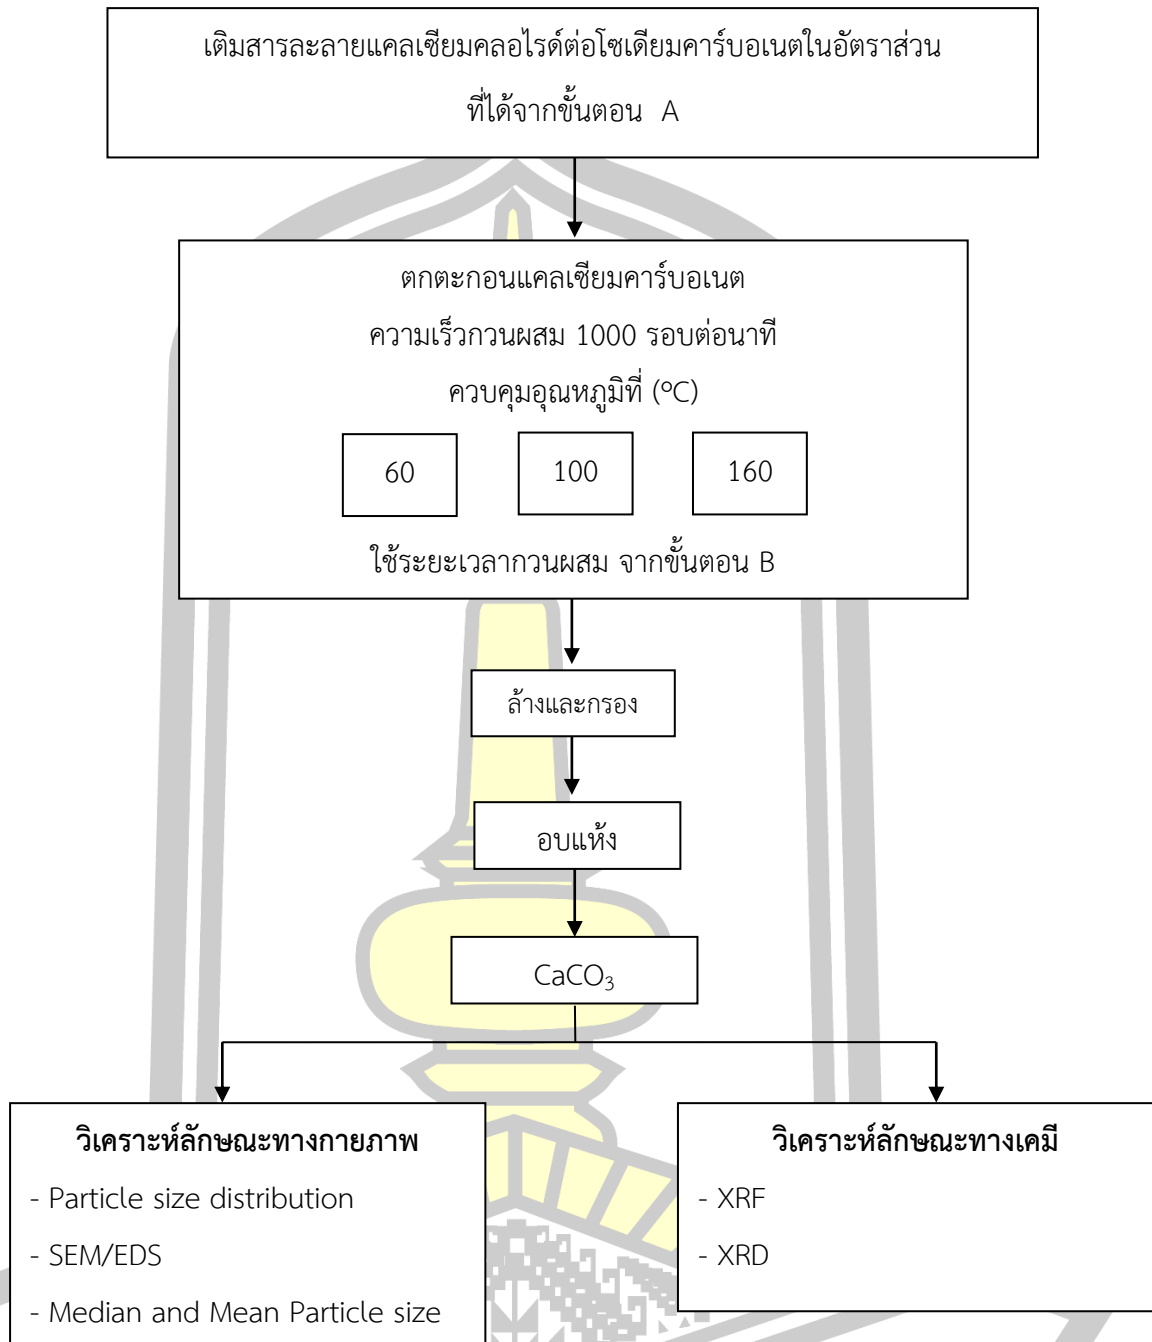 เติมสารละลายแคลเซียมคลอไรด์ต่อโซเดียมคาร์บอเนตในอัตราส่วน
ที่ได้จากขั้นตอน A
ตกตะกอนแคลเซียมคาร์บอเนต
ความเร็วกวนผสม 1000 รอบต่อนาที
ควบคุมอุณหภูมิที่ (ºC)
60
100
160
ใช้ระยะเวลากวนผสม จากขั้นตอน B
ล้างและกรอง
อบแห้ง
CaCO₃
วิเคราะห์ลักษณะทางกายภาพ
- Particle size distribution
- SEM/EDS
- Median and Mean Particle size
วิเคราะห์ลักษณะทางเคมี
- XRF
- XRD